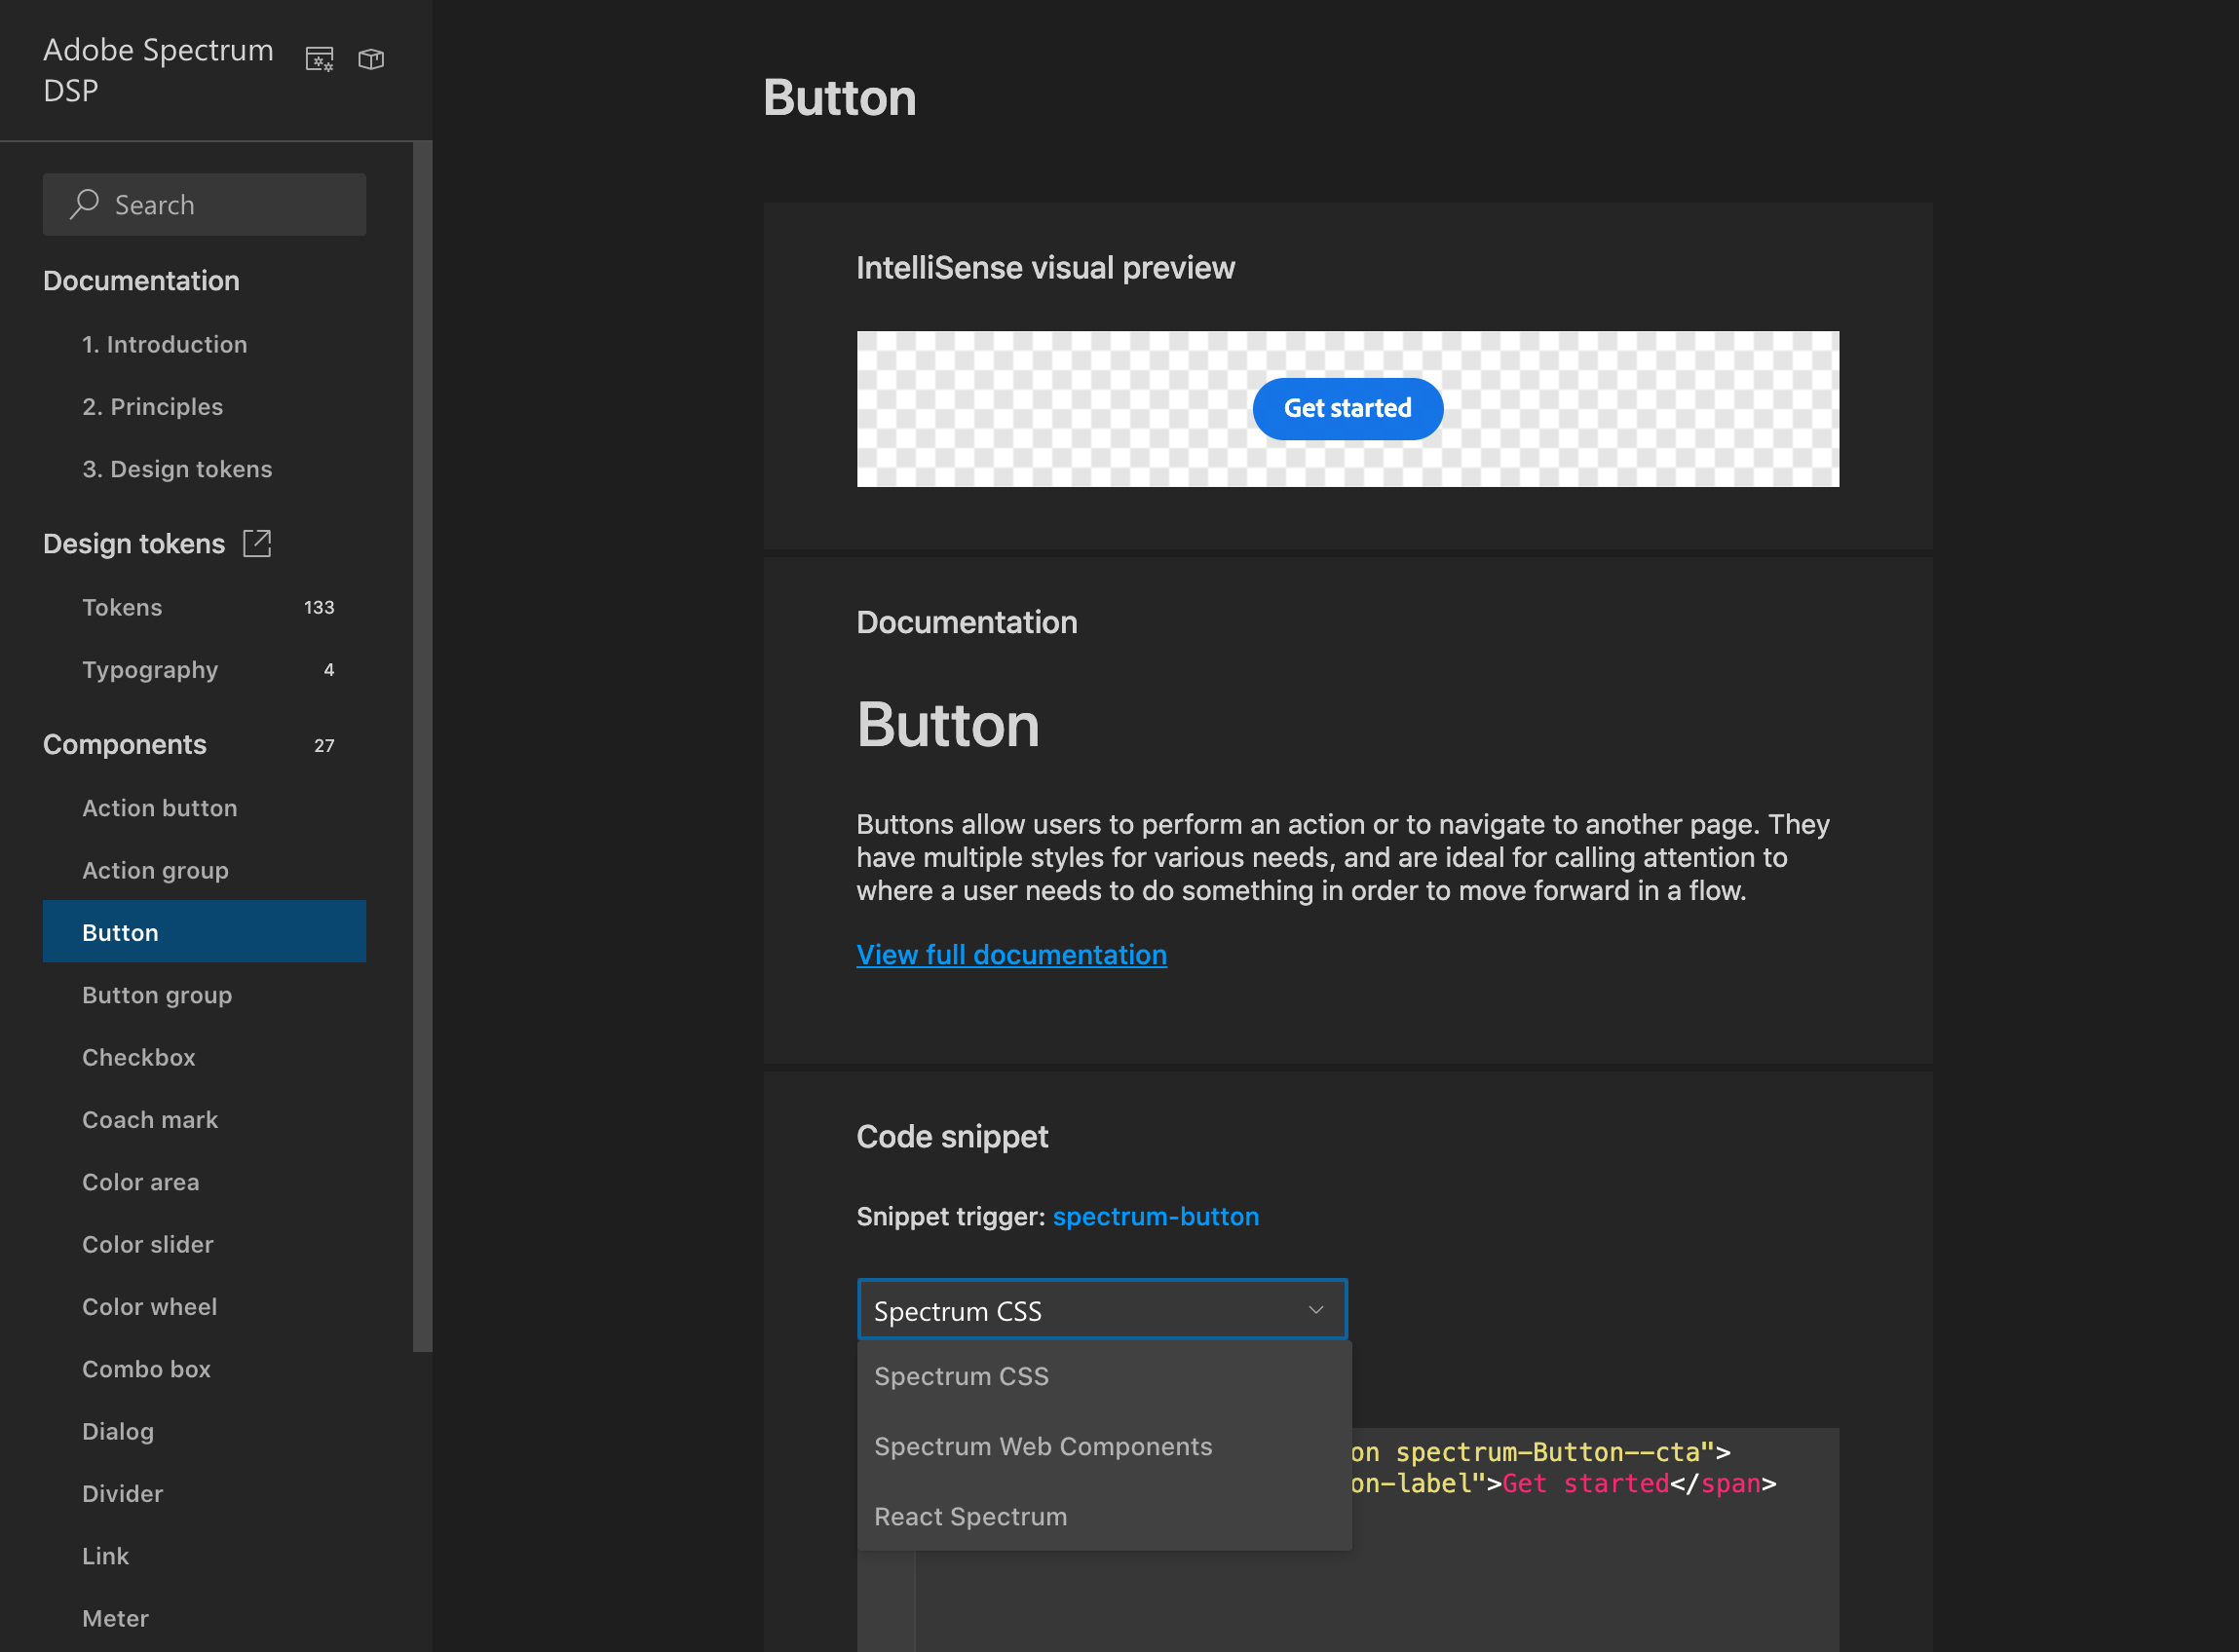 Adobe Spectrum
DSP
Search
Documentation
1. Introduction
2. Principles
3. Design tokens
Design tokens
Tokens 133
Typography 4
Components 27
Action button
Action group
Button
Button group
Checkbox
Coach mark
Color area
Color slider
Color wheel
Combo box
Dialog
Divider
Link
Meter
Button
IntelliSense visual preview
Get started
Documentation
Button
Buttons allow users to perform an action or to navigate to another page. They
have multiple styles for various needs, and are ideal for calling attention to
where a user needs to do something in order to move forward in a flow.
View full documentation
Code snippet
Snippet trigger: spectrum-button
Spectrum CSS
Spectrum CSS
Spectrum Web Components
React Spectrum
on spectrum-Button--cta">
on-label">Get started</span>